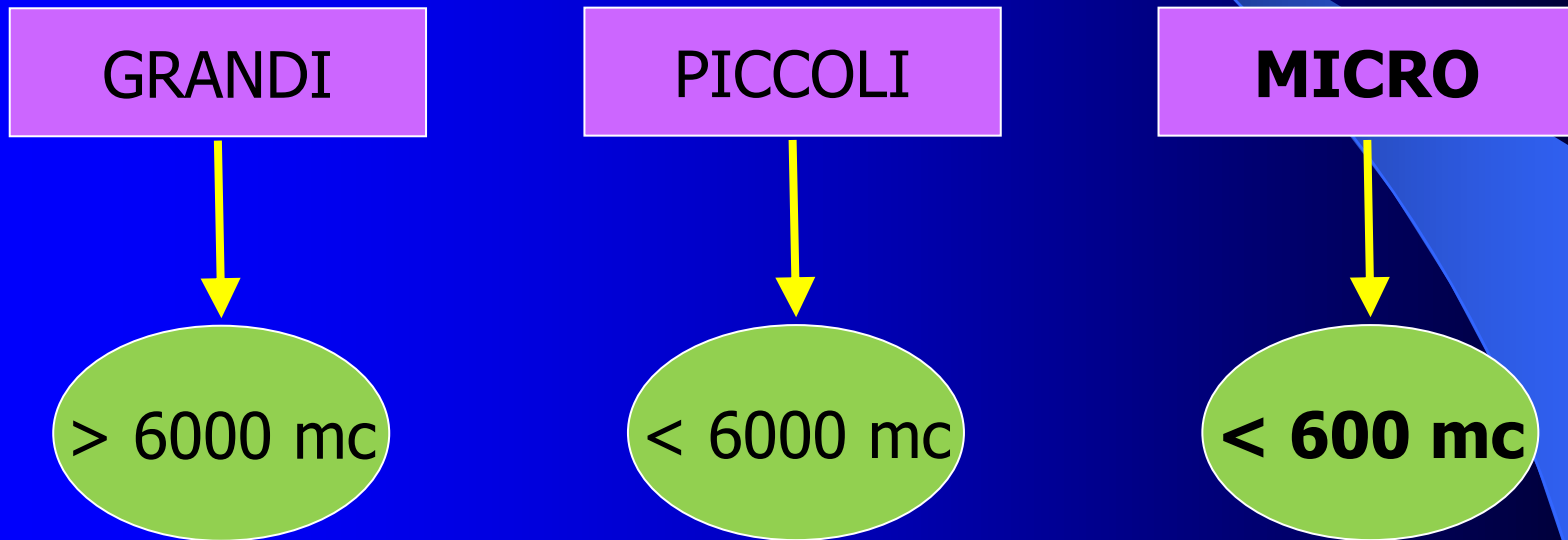 GRANDI
PICCOLI
MICRO
> 6000 mc
< 6000 mc
< 600 mc